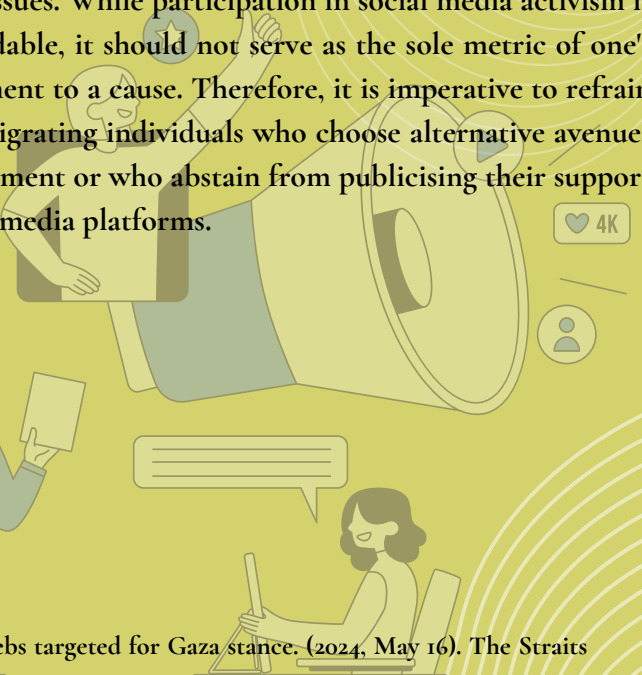 ssues. While participation in social media activism i
dable, it should not serve as the sole metric of one'
ent to a cause. Therefore, it is imperative to refrain
igrating individuals who choose alternative avenue
ment or who abstain from publicising their suppor
media platforms.
4K
ebs targeted for Gaza stance. (2024, May 16). The Straits